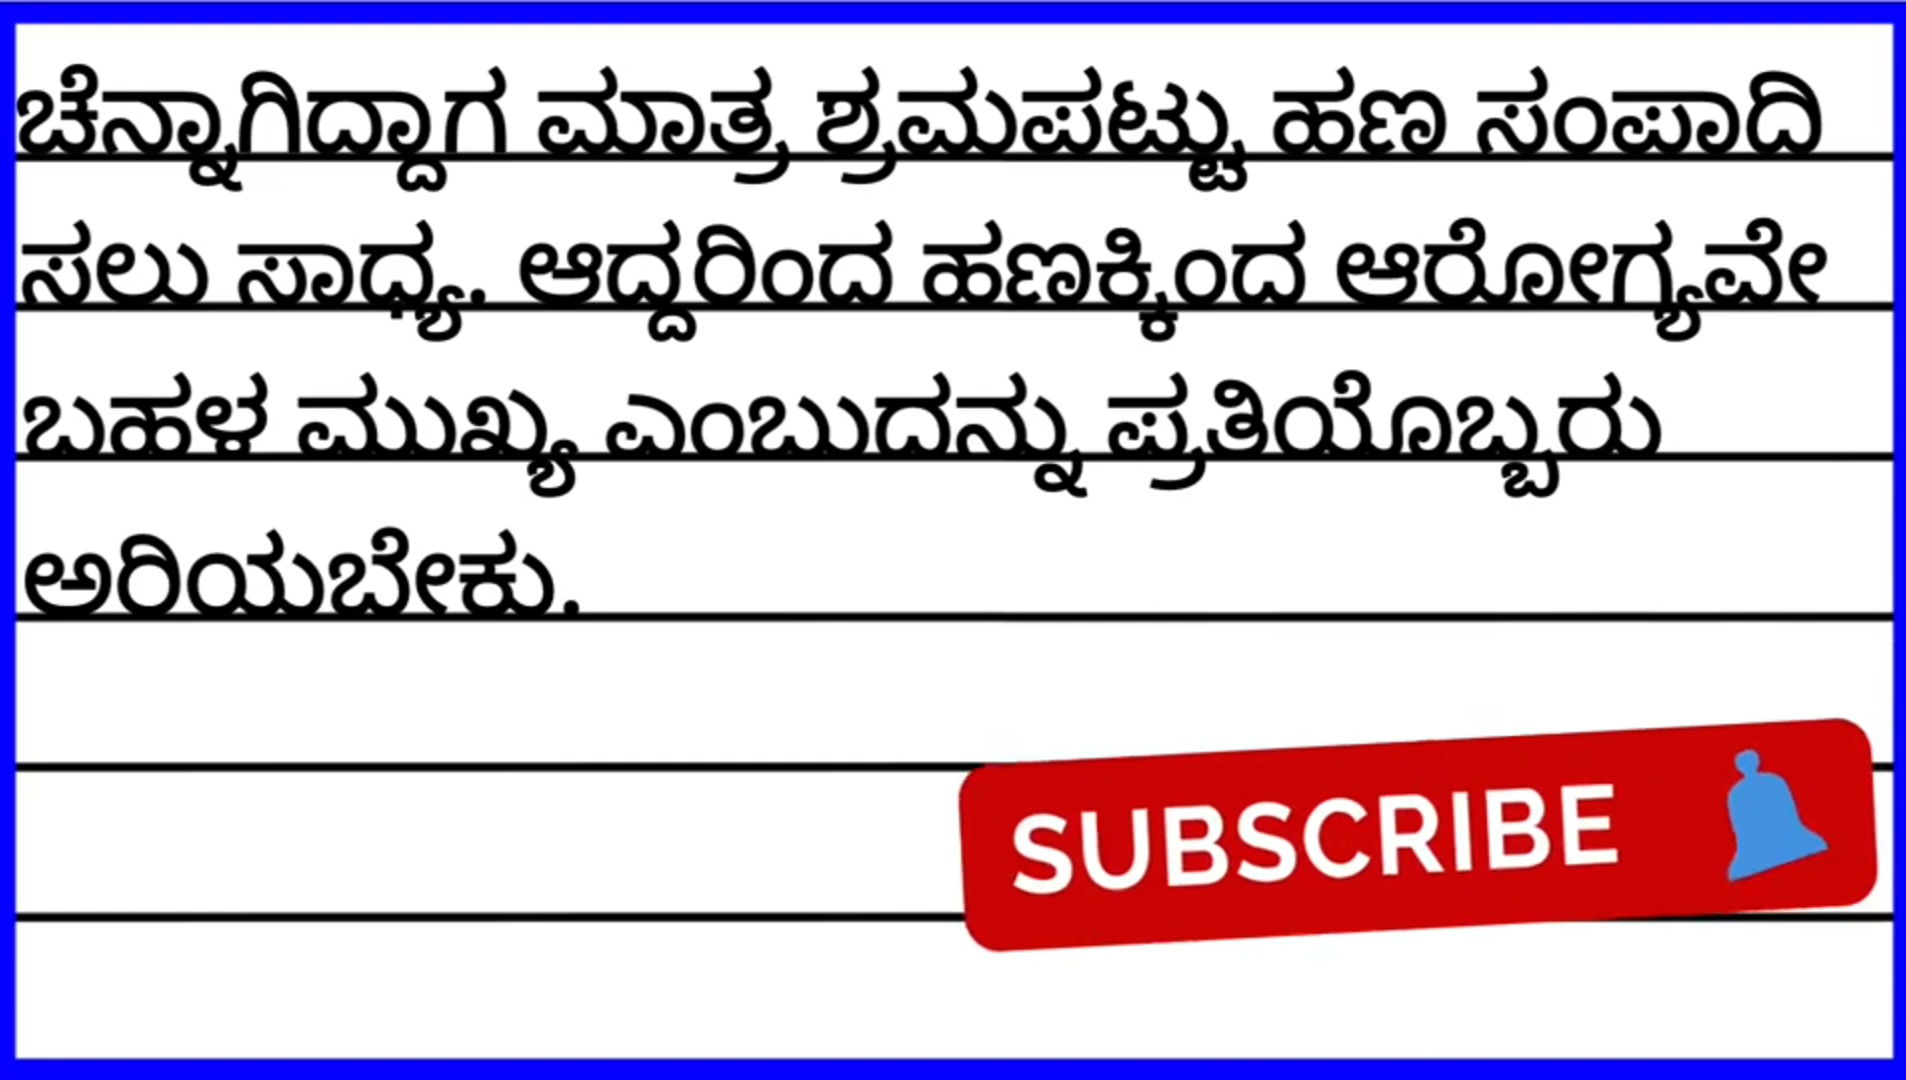 ಚೆನ್ನಾಗಿದ್ದಾಗ ಮಾತ್ರ ಶ್ರಮಪಟ್ಟು ಹಣ ಸಂಪಾದಿ
ಸಲು ಸಾಧ್ಯ. ಆದ್ದರಿಂದ ಹಣಕ್ಕಿಂದ ಆರೋಗ್ಯವೇ
ಬಹಳ ಮುಖ್ಯ ಎಂಬುದನ್ನು ಪ್ರತಿಯೊಬ್ಬರು
ಅರಿಯಬೇಕು.
SUBSCRIBE